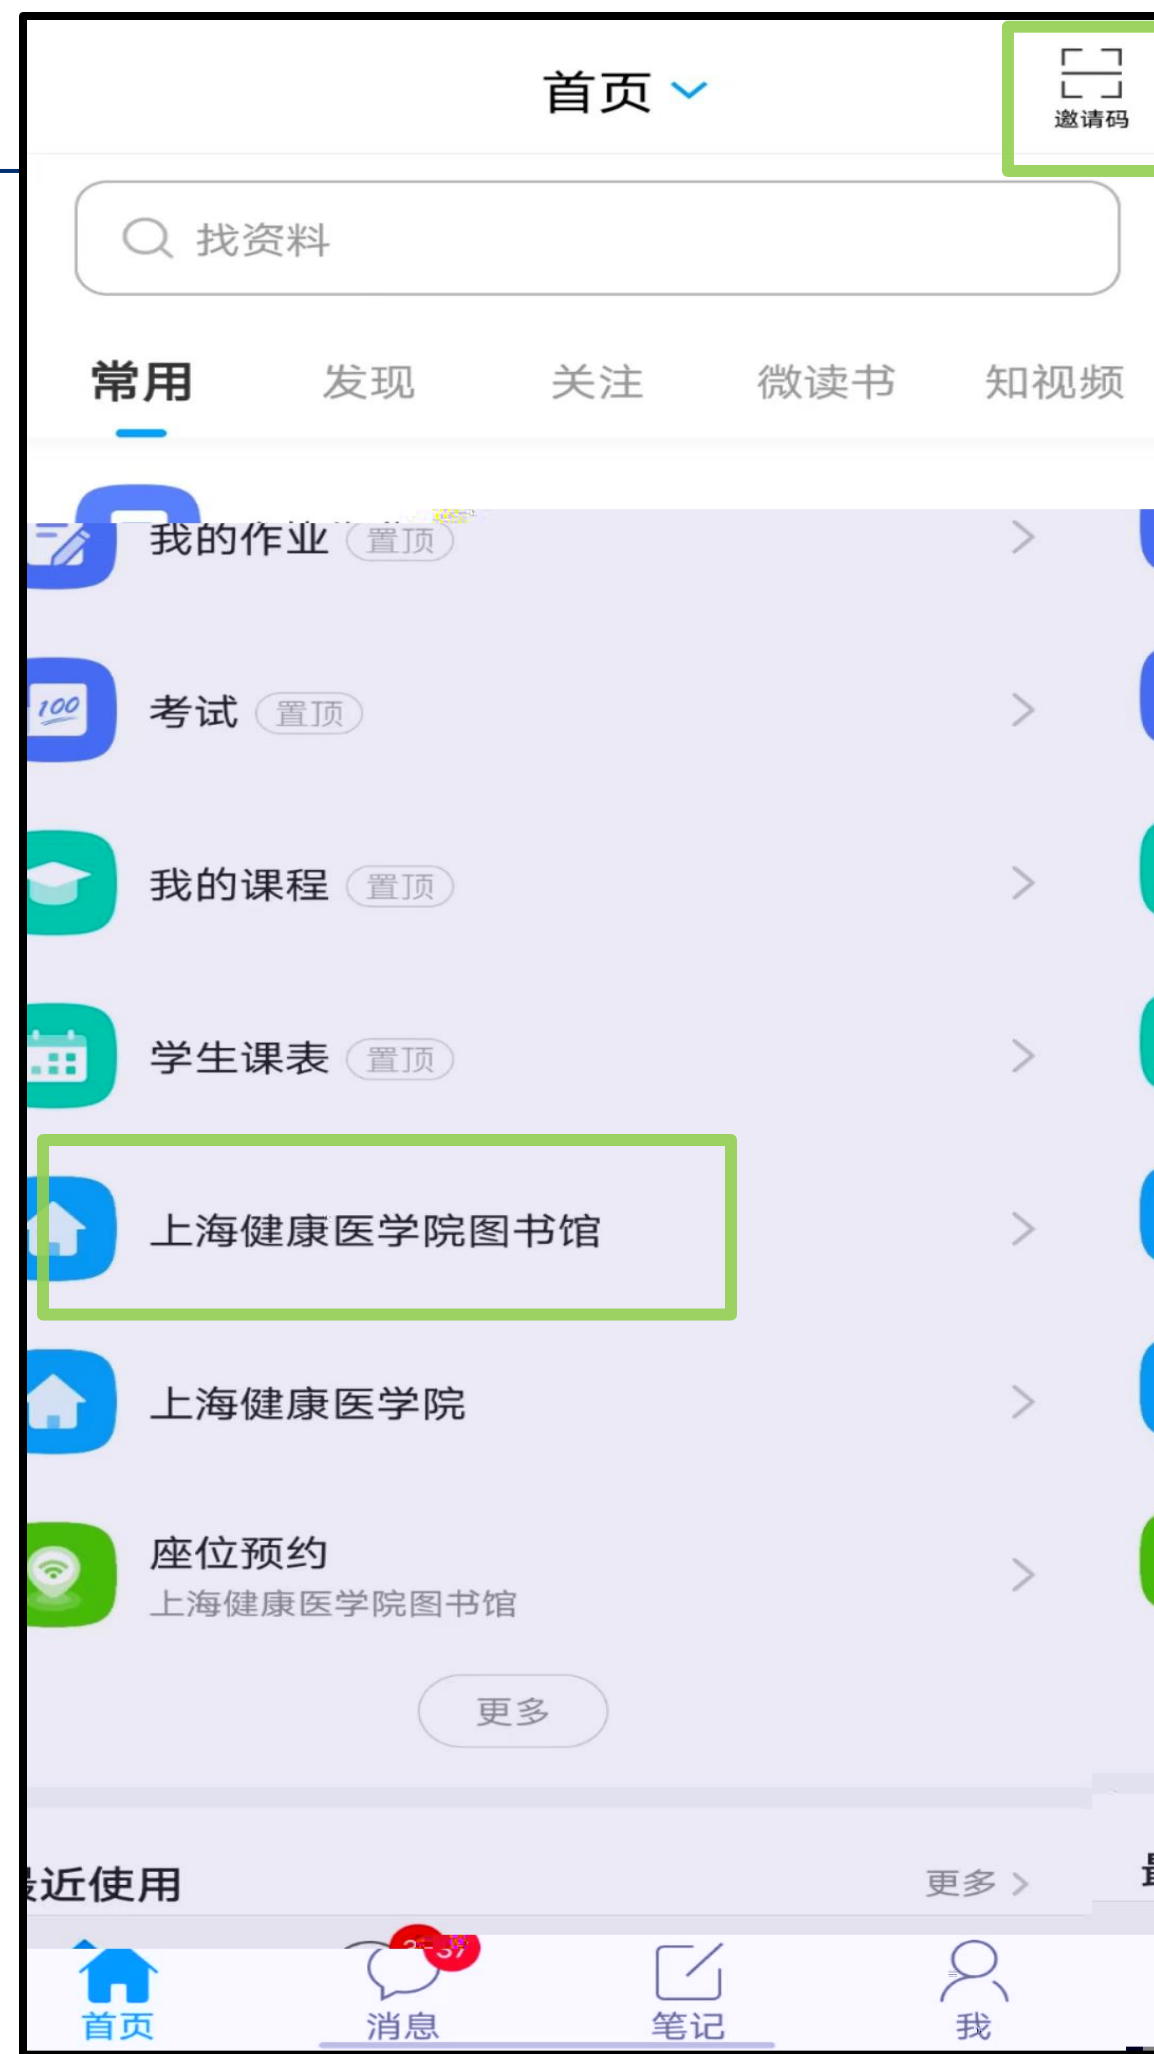 首页
邀请码
找资料
常用 发现 关注 微读书 知视频
我的作业 置顶
100
考试 置顶
我的课程 置顶
学生课表 置顶
上海健康医学院图书馆
上海健康医学院
座位预约
上海健康医学院图书馆
更多
近使用 更多
首页 消息 笔记 我